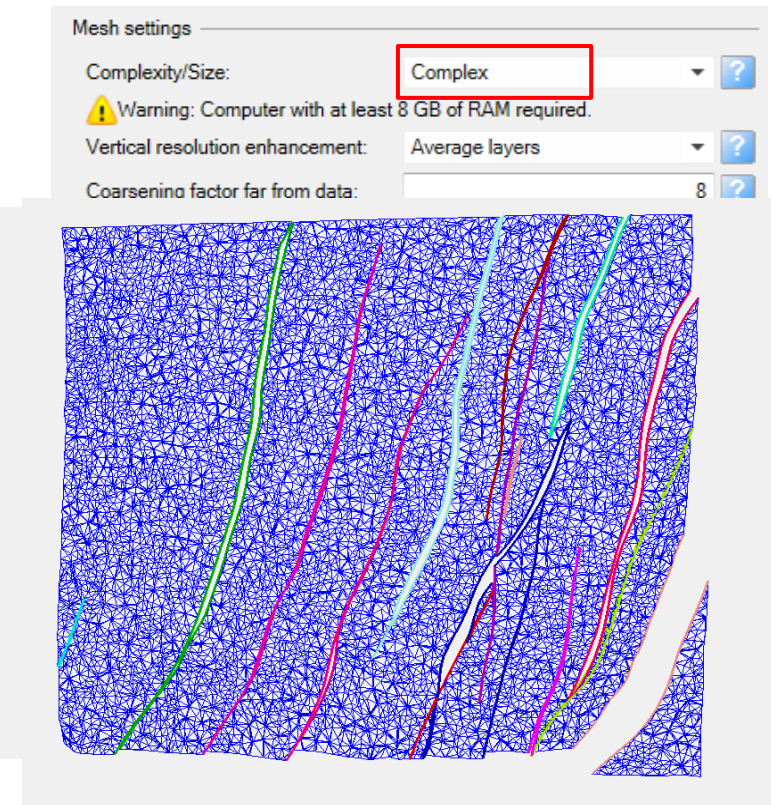 Mesh settings
Complexity/Size: Complex ?
Warning: Computer with at least 8 GB of RAM required.
Vertical resolution enhancement: Average layers ?
Coarsening factor far from data: 8 ?